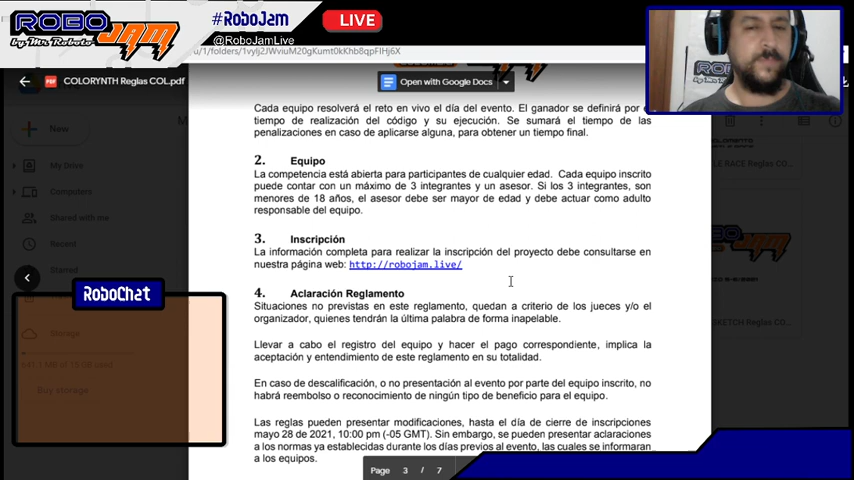 ROBO
JAM
by Mr. Roboto
#RoboJam
LIVE
@RoboJamLive
u/1/folders/1vylj2JWviuM20gKumt0kKhb8qpFIHj6X
COLORYNTH Reglas COL.pdf
Open with Google Docs
Cada equipo resolverá el reto en vivo el día del evento. El ganador se definirá por el
tiempo de realización del código y su ejecución. Se sumará el tiempo de las
penalizaciones en caso de aplicarse alguna, para obtener un tiempo final.
2. Equipo
La competencia está abierta para participantes de cualquier edad. Cada equipo inscrito
puede contar con un máximo de 3 integrantes y un asesor. Si los 3 integrantes, son
menores de 18 años, el asesor debe ser mayor de edad y debe actuar como adulto
responsable del equipo.
3. Inscripción
La información completa para realizar la inscripción del proyecto debe consultarse en
nuestra página web: http://robojam.live/
4. Aclaración Reglamento
Situaciones no previstas en este reglamento, quedan a criterio de los jueces y/o el
organizador, quienes tendrán la última palabra de forma inapelable.
Llevar a cabo el registro del equipo y hacer el pago correspondiente, implica la
aceptación y entendimiento de este reglamento en su totalidad.
En caso de descalificación, o no presentación al evento por parte del equipo inscrito, no
habrá reembolso o reconocimiento de ningún tipo de beneficio para el equipo.
Las reglas pueden presentar modificaciones, hasta el día de cierre de inscripciones
mayo 28 de 2021, 10:00 pm (-05 GMT). Sin embargo, se pueden presentar aclaraciones
a los normas ya establecidas durante los días previos al evento, las cuales se informaran
a los equipos.
Page 3 / 7
New
My Drive
Computers
Shared with me
Recent
Starred
RoboChat
Storage
Buy storage
LE RACE Reglas CO...
SKETCH Reglas CO...